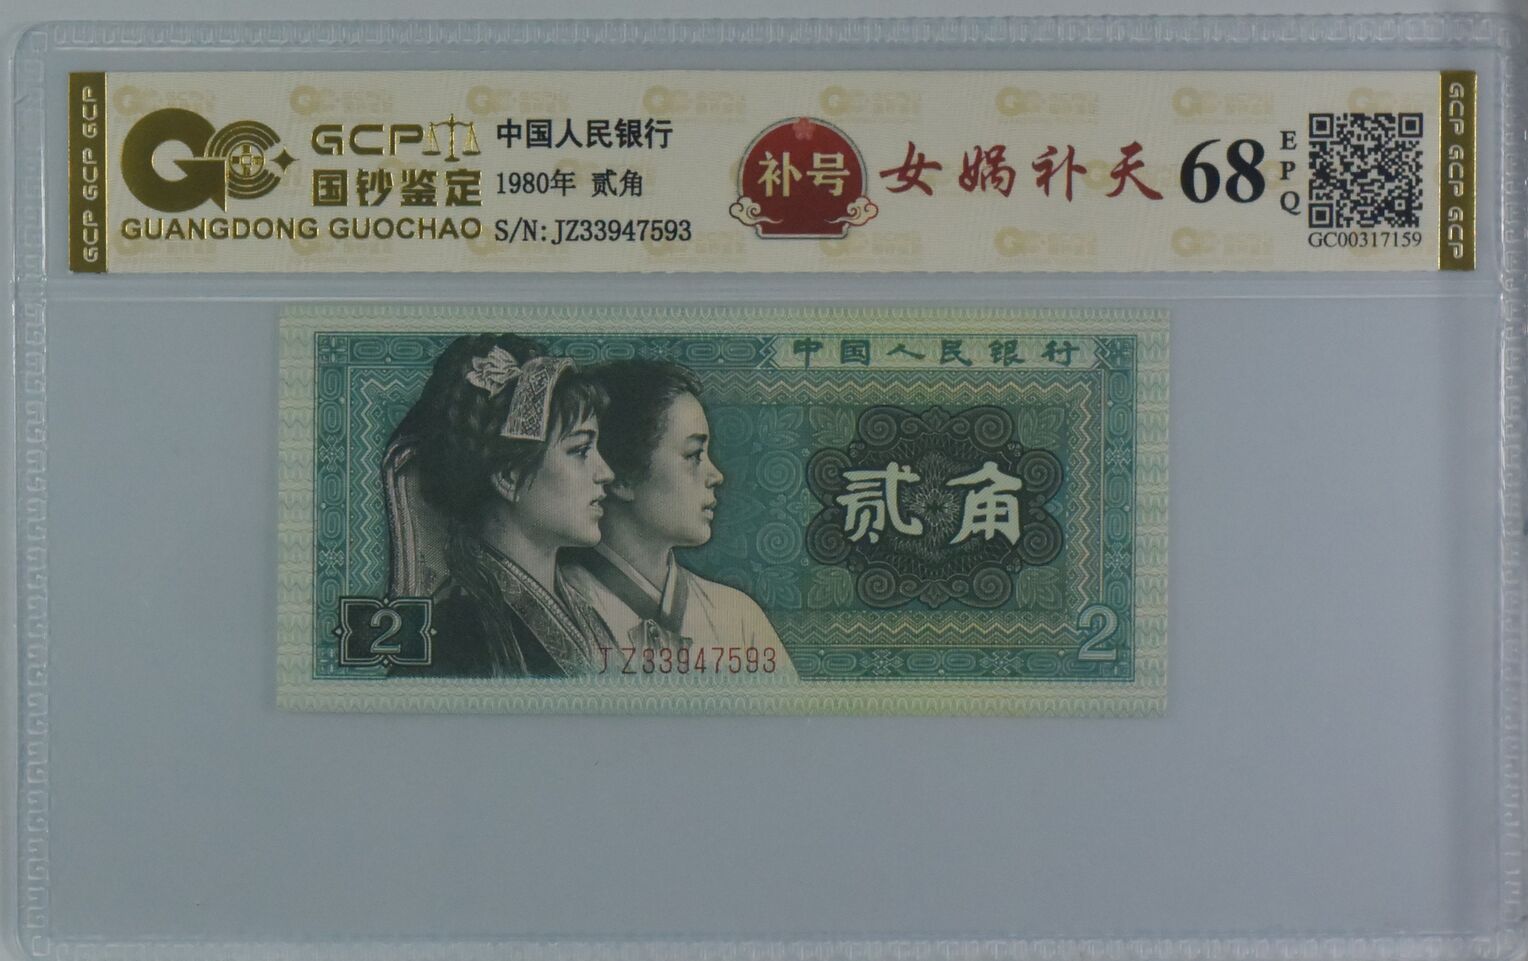 GCP GCP GCP
GCP
国钞鉴定
GUANGDONG GUOCHAO
中国人民银行
1980年 贰角
S/N: JZ33947593
补号
女娲补天
68
EPQ
GC00317159
GCP GCP GCP
中国人民银行
贰角
2
2
JZ33947593